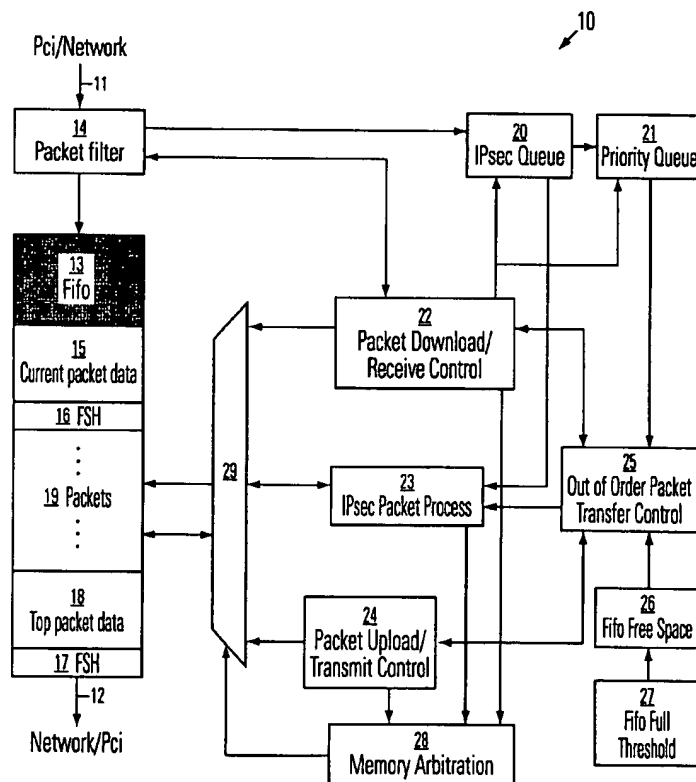 10
Pci/Network
11
14
Packet filter
20
IPsec Queue
21
Priority Queue
13
Fifo
22
Packet Download/
Receive Control
15
Current packet data
16 FSH
29
19 Packets
23
IPsec Packet Process
25
Out of Order Packet
Transfer Control
18
Top packet data
24
Packet Upload/
Transmit Control
26
Fifo Free Space
17 FSH
12
27
Fifo Full
Threshold
28
Memory Arbitration
Network/Pci